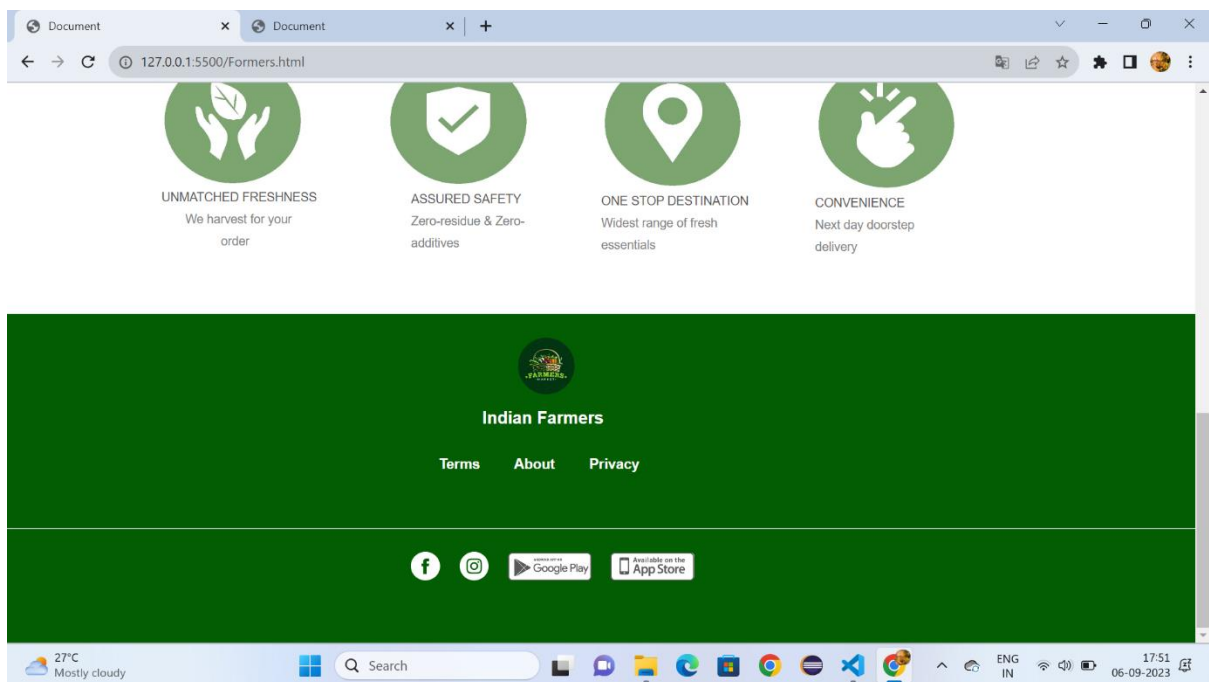 Document
Document
127.0.0.1:5500/Formers.html
UNMATCHED FRESHNESS
We harvest for your
order
ASSURED SAFETY
Zero-residue & Zero-
additives
ONE STOP DESTINATION
Widest range of fresh
essentials
CONVENIENCE
Next day doorstep
delivery
FARMERS
Indian Farmers
Terms About Privacy
Google Play
Available on the
App Store
27°C
Mostly cloudy
Search
ENG
IN
17:51
06-09-2023